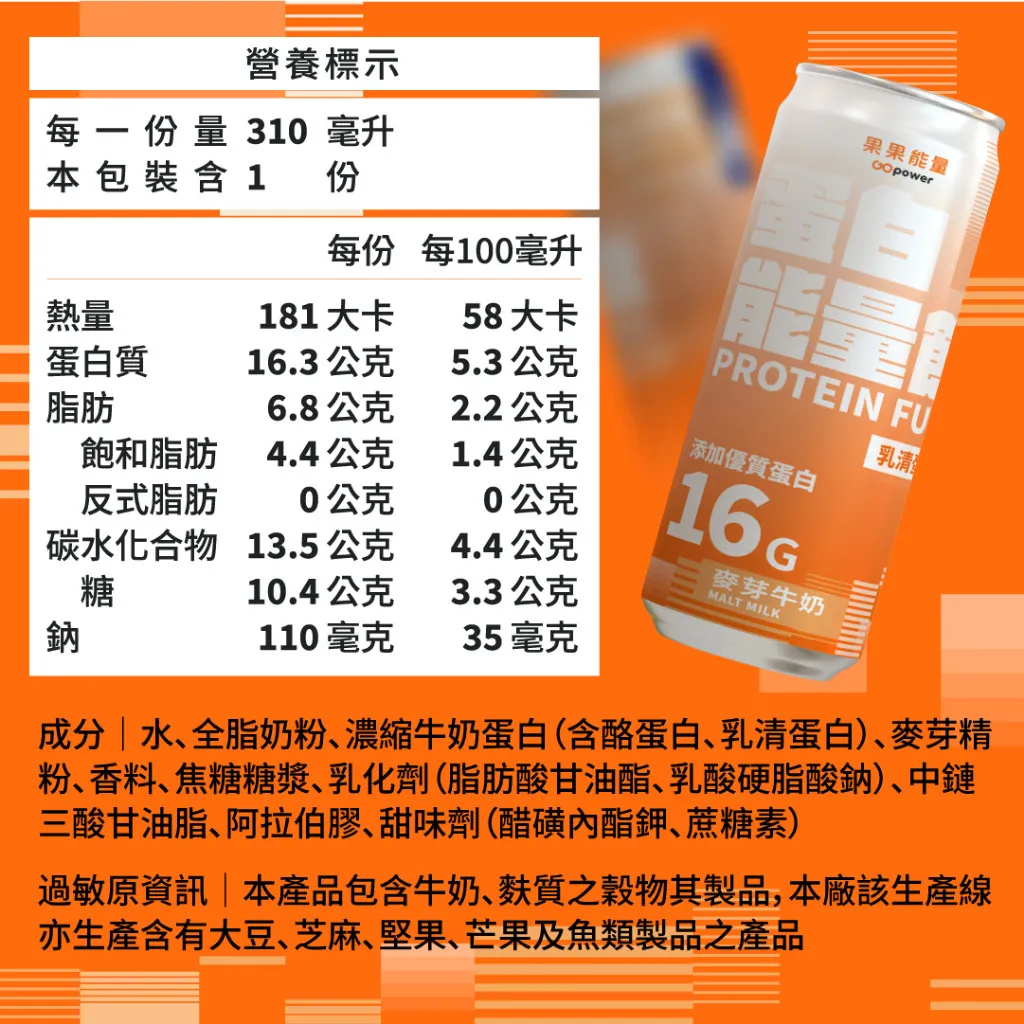 營養標示
每一份量 310 毫升
本包裝含 1 份
每份 每100毫升
熱量 181 大卡 58 大卡
蛋白質 16.3 公克 5.3 公克
脂肪 6.8 公克 2.2 公克
飽和脂肪 4.4 公克 1.4 公克
反式脂肪 0 公克 0 公克
碳水化合物 13.5 公克 4.4 公克
糖 10.4 公克 3.3 公克
鈉 110 毫克 35 毫克
果果能量
GOpower
蛋白
能量
PROTEIN FU
乳清
添加優質蛋白
16G
麥芽牛奶
MALT MILK
成分｜水、全脂奶粉、濃縮牛奶蛋白(含酪蛋白、乳清蛋白)、麥芽精
粉、香料、焦糖糖漿、乳化劑(脂肪酸甘油酯、乳酸硬脂酸鈉)、中鏈
三酸甘油脂、阿拉伯膠、甜味劑(醋磺內酯鉀、蔗糖素)
過敏原資訊｜本產品包含牛奶、麩質之穀物其製品,本廠該生產線
亦生產含有大豆、芝麻、堅果、芒果及魚類製品之產品